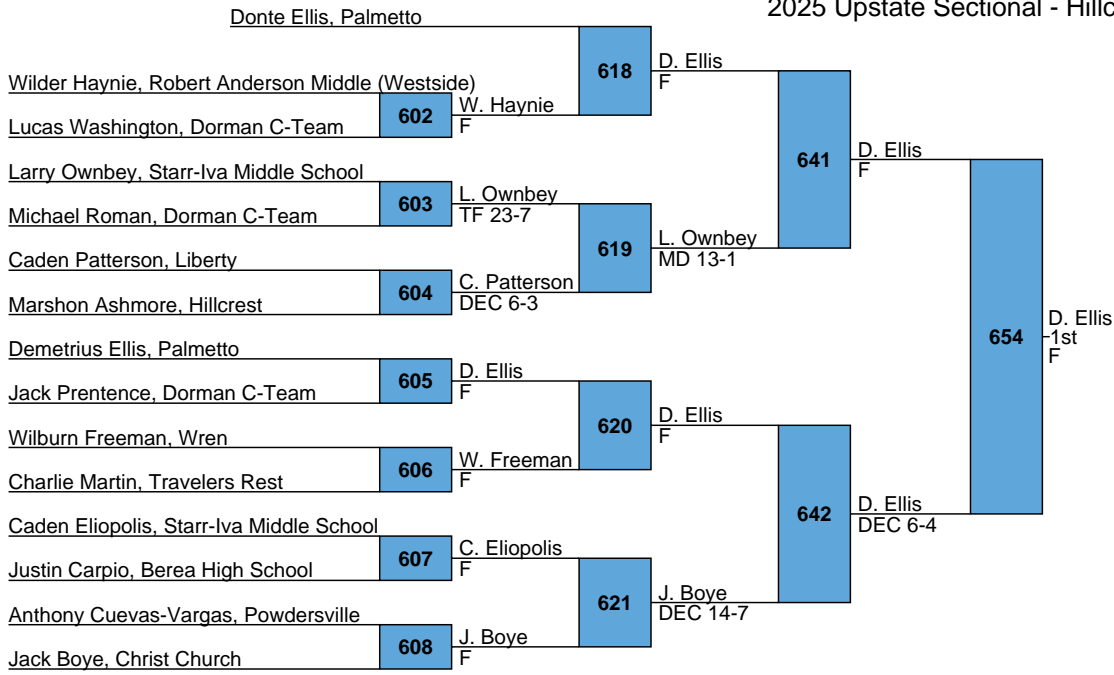 2025 Upstate Sectional - Hillc
Donte Ellis, Palmetto
618
D. Ellis
F
Wilder Haynie, Robert Anderson Middle (Westside)
602
W. Haynie
F
Lucas Washington, Dorman C-Team
641
D. Ellis
F
Larry Ownbey, Starr-Iva Middle School
603
L. Ownbey
TF 23-7
Michael Roman, Dorman C-Team
619
L. Ownbey
MD 13-1
Caden Patterson, Liberty
604
C. Patterson
DEC 6-3
Marshon Ashmore, Hillcrest
654
D. Ellis
1st
F
Demetrius Ellis, Palmetto
605
D. Ellis
F
Jack Prentence, Dorman C-Team
620
D. Ellis
F
Wilburn Freeman, Wren
606
W. Freeman
F
Charlie Martin, Travelers Rest
642
D. Ellis
DEC 6-4
Caden Eliopolis, Starr-Iva Middle School
607
C. Eliopolis
F
Justin Carpio, Berea High School
621
J. Boye
DEC 14-7
Anthony Cuevas-Vargas, Powdersville
608
J. Boye
F
Jack Boye, Christ Church